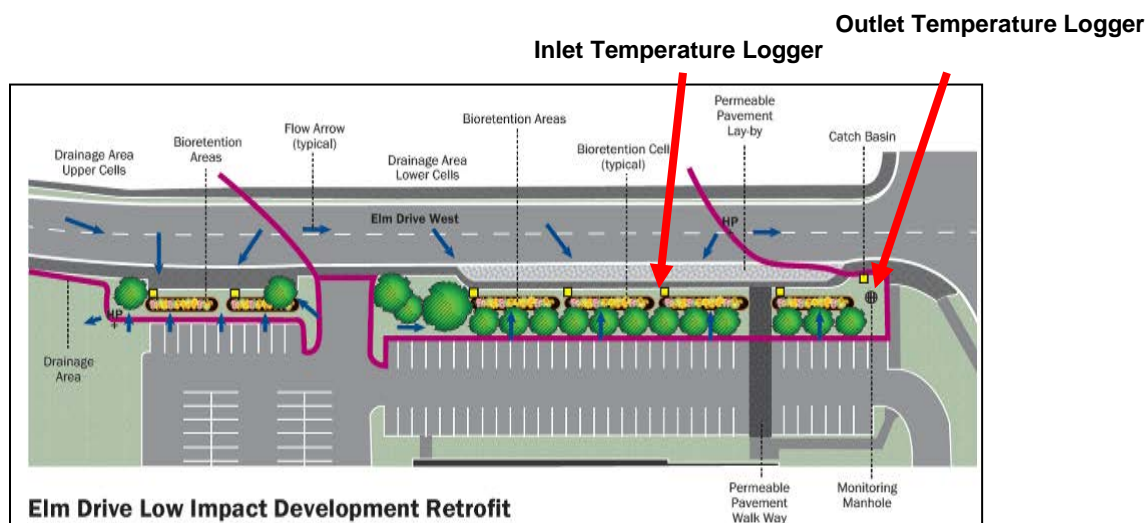 Outlet Temperature Logger
Inlet Temperature Logger
Drainage Area
Upper Cells
Bioretention
Areas
Flow Arrow
(typical)
Drainage Area
Lower Cells
Bioretention Areas
Bioretention Cell
(typical)
Permeable
Pavement
Lay-by
Catch Basin
Elm Drive West
HP
HP
Drainage
Area
Permeable
Pavement
Walk Way
Monitoring
Manhole
Elm Drive Low Impact Development Retrofit